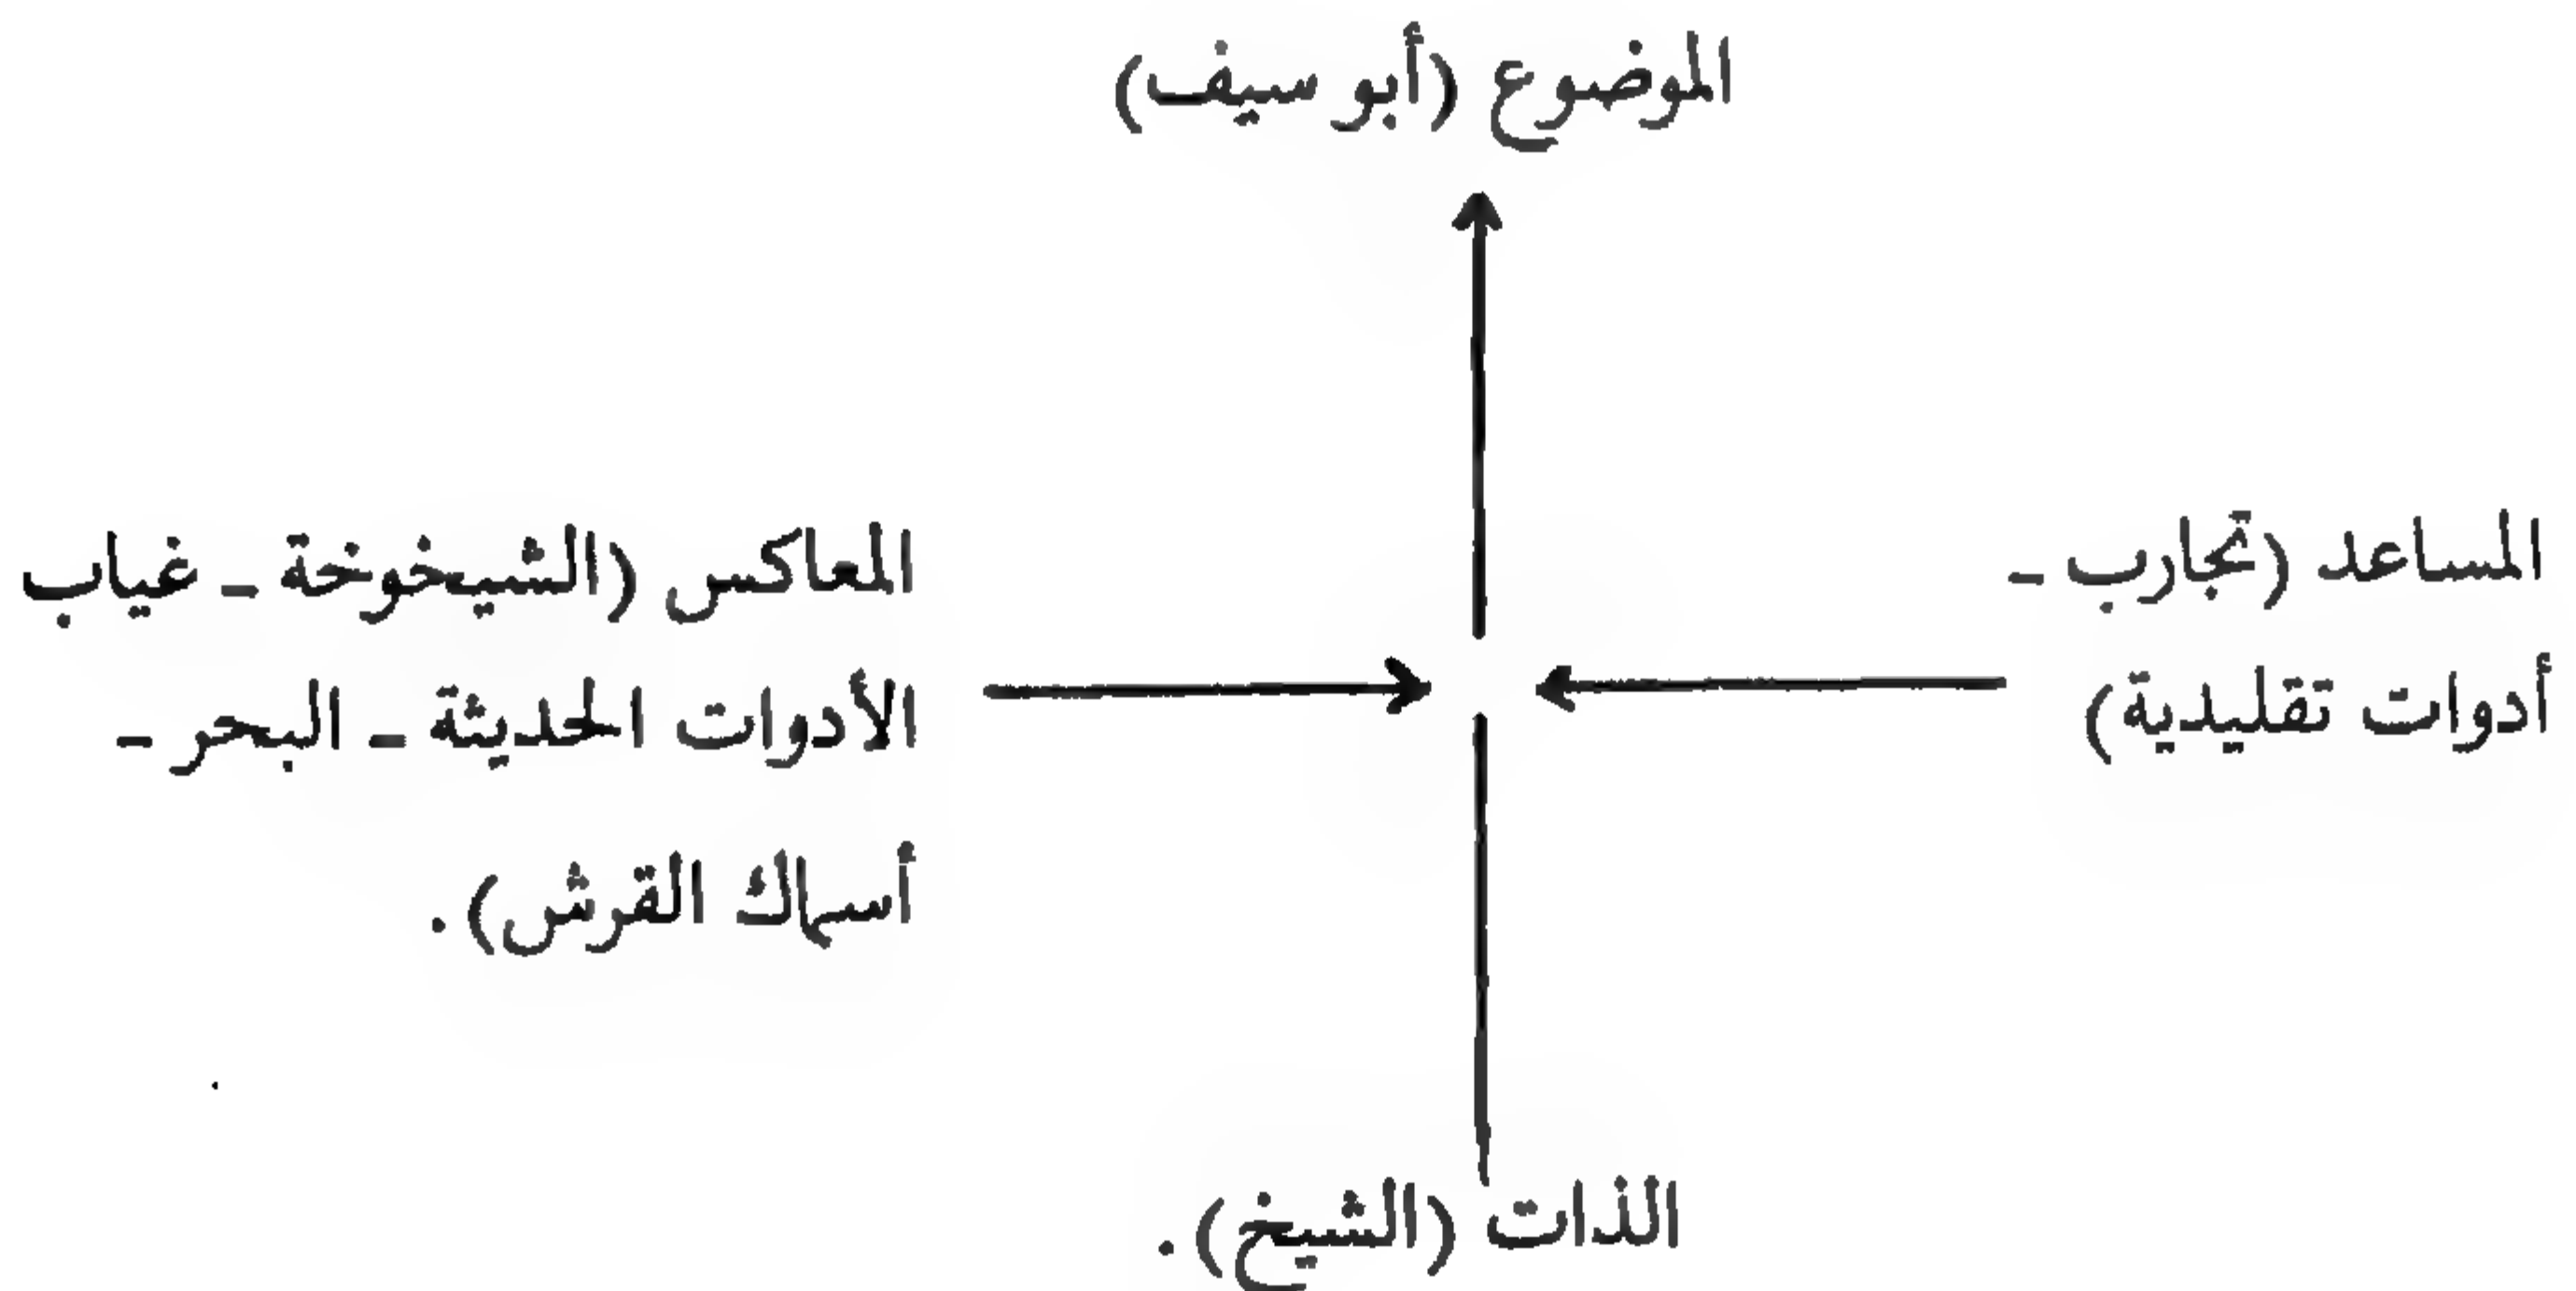 الموضوع (أبو سيف)
المساعد (تجارب -
أدوات تقليدية)
المعاكس (الشيخوخة - غياب
الأدوات الحديثة - البحر -
أسماك القرش).
الذات (الشيخ).